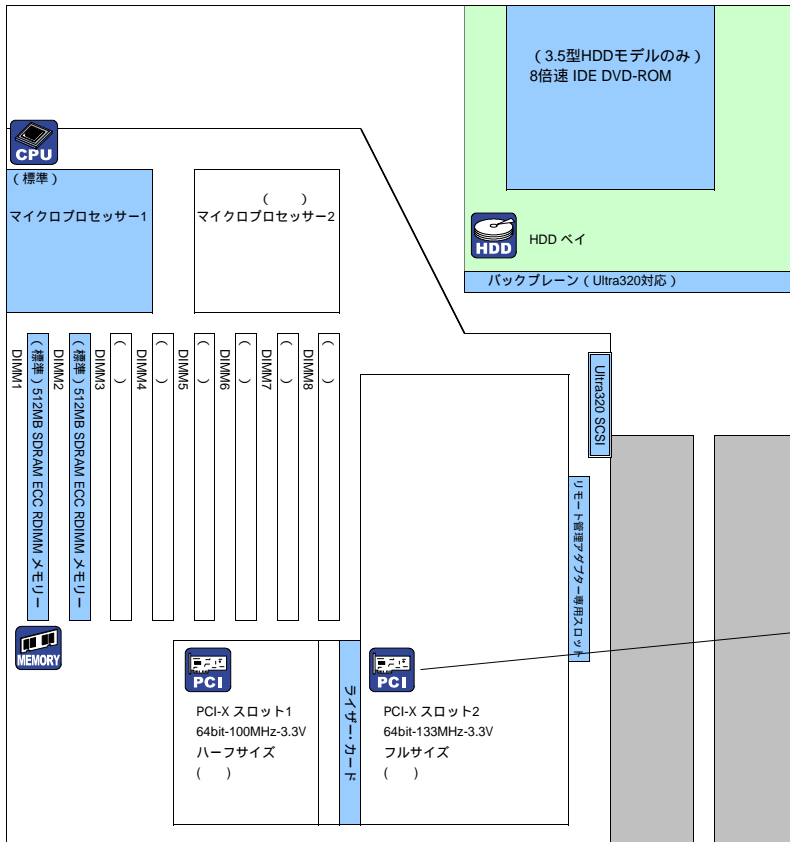 （3.5型HDDモデルのみ）
8倍速 IDE DVD-ROM
CPU
（標準）
マイクロプロセッサー1
（　　）
マイクロプロセッサー2
HDD
HDD ベイ
バックプレーン（Ultra320対応）
DIMM1
（標準）512MB SDRAM ECC RDIMM メモリー
DIMM2
（標準）512MB SDRAM ECC RDIMM メモリー
DIMM3
（　　）
DIMM4
（　　）
DIMM5
（　　）
DIMM6
（　　）
DIMM7
（　　）
DIMM8
（　　）
Ultra320 SCSI
リモート管理アダプター専用スロット
MEMORY
PCI
PCI-X スロット1
64bit-100MHz-3.3V
ハーフサイズ
（　　）
ライザー・カード
PCI
PCI-X スロット2
64bit-133MHz-3.3V
フルサイズ
（　　）